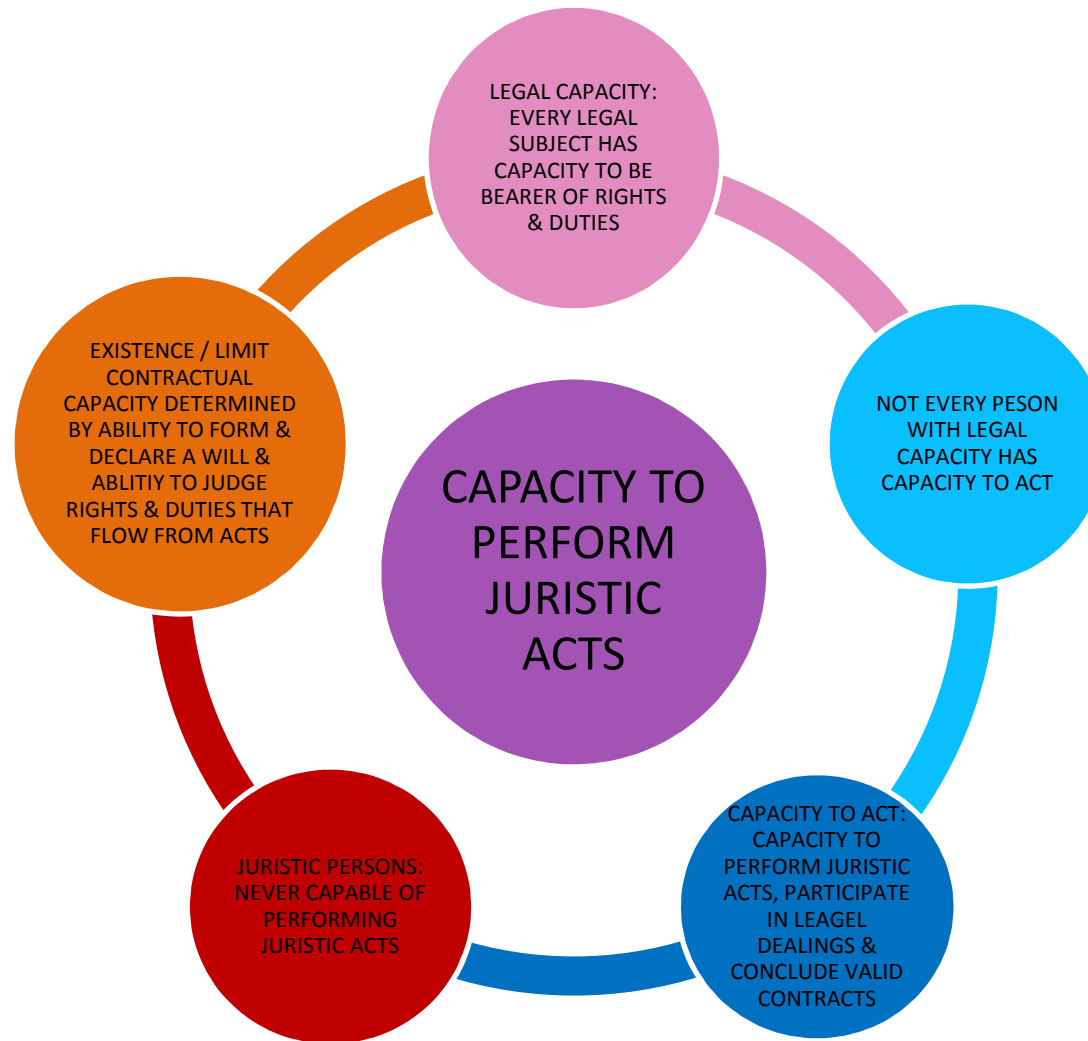 LEGAL CAPACITY:
EVERY LEGAL
SUBJECT HAS
CAPACITY TO BE
BEARER OF RIGHTS
& DUTIES
NOT EVERY PESON
WITH LEGAL
CAPACITY HAS
CAPACITY TO ACT
CAPACITY TO ACT:
CAPACITY TO
PERFORM JURISTIC
ACTS, PARTICIPATE
IN LEAGEL
DEALINGS &
CONCLUDE VALID
CONTRACTS
JURISTIC PERSONS:
NEVER CAPABLE OF
PERFORMING
JURISTIC ACTS
EXISTENCE / LIMIT
CONTRACTUAL
CAPACITY DETERMINED
BY ABILITY TO FORM &
DECLARE A WILL &
ABLITIY TO JUDGE
RIGHTS & DUTIES THAT
FLOW FROM ACTS
CAPACITY TO
PERFORM
JURISTIC
ACTS